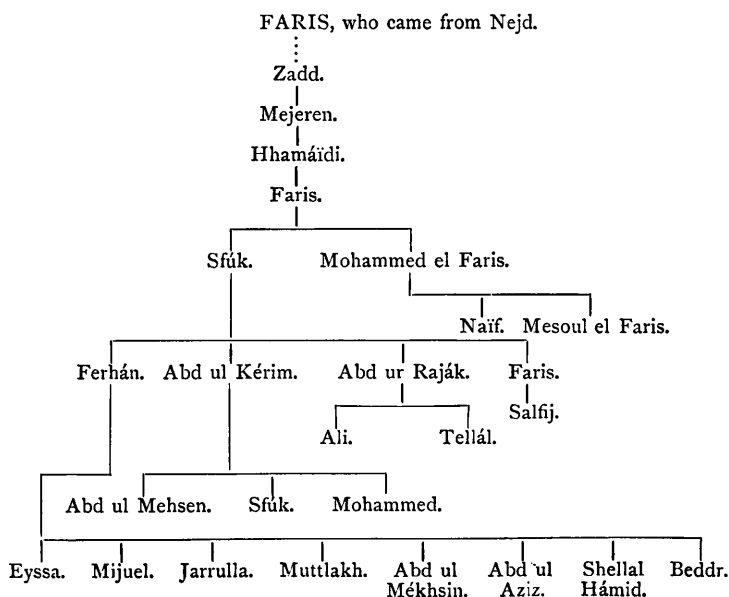 FARIS, who came from Nejd.
Zadd.
Mejeren.
Hhamáïdi.
Faris.
Sfúk. Mohammed el Faris.
Naïf. Mesoul el Faris.
Ferhán. Abd ul Kérim. Abd ur Raják. Faris.
Salfij.
Ali. Tellál.
Abd ul Mehsen. Sfúk. Mohammed.
Eyssa. Mijuel. Jarrulla. Muttlakh. Abd ul Abd ul Shellal Beddr.
Mékhsin. Aziz. Hámid.